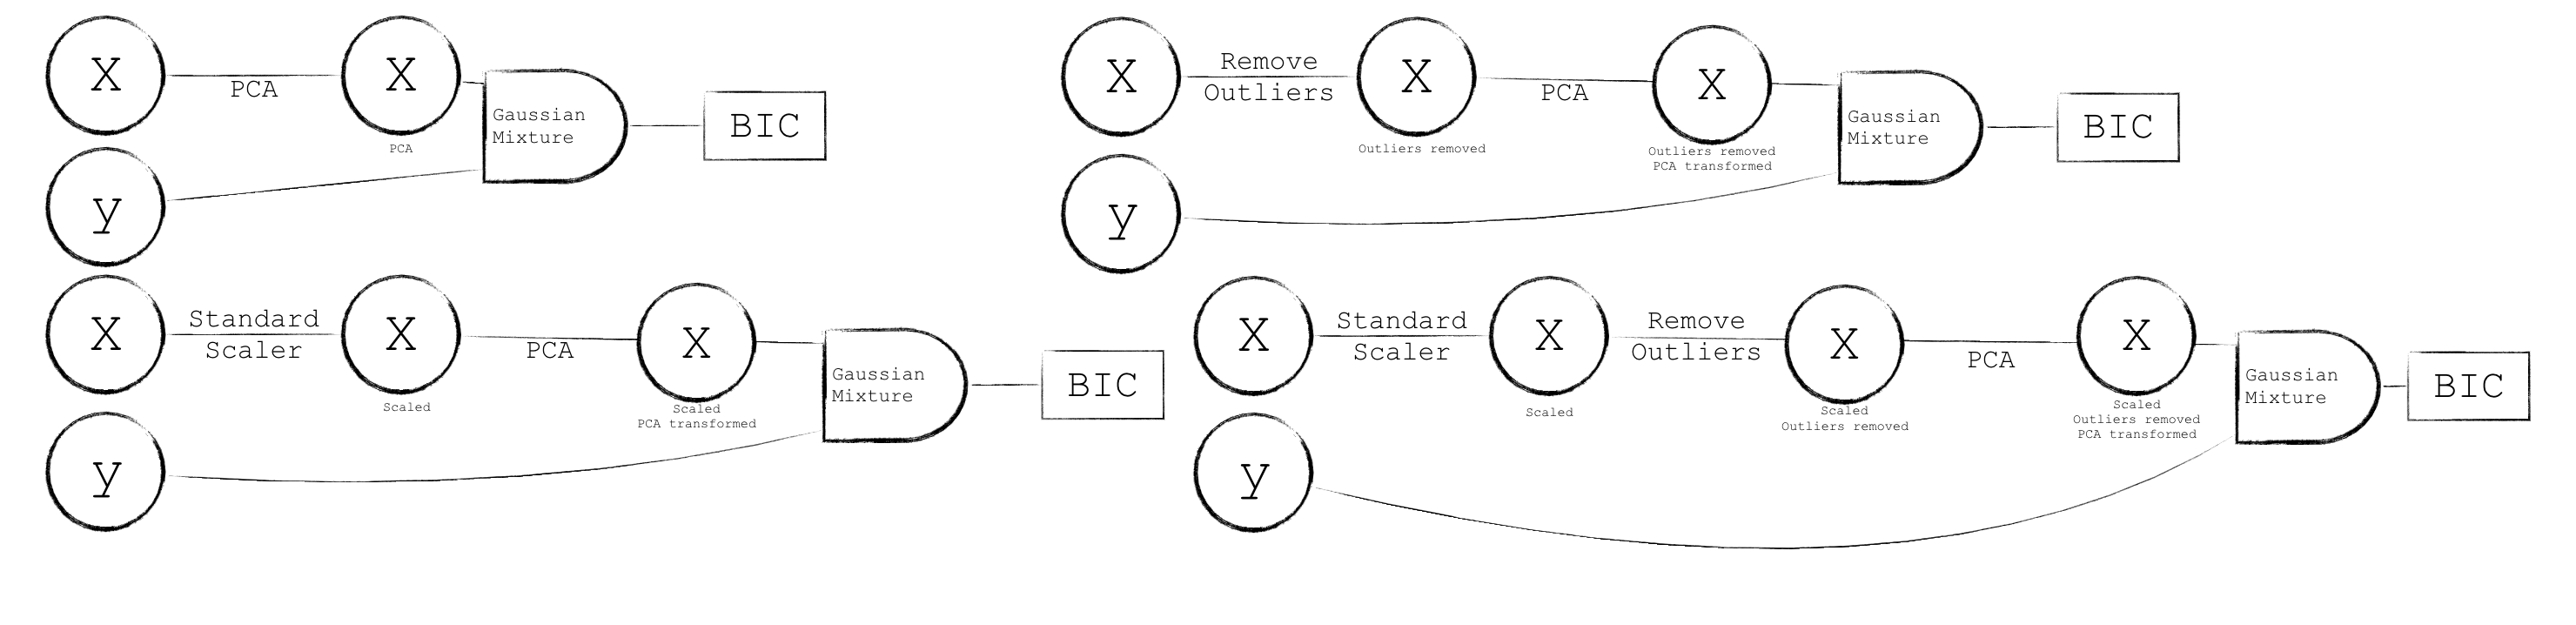 X
PCA
X
PCA
Gaussian
Mixture
BIC
y
X
Remove
Outliers
X
Outliers removed
PCA
X
Outliers removed
PCA transformed
Gaussian
Mixture
BIC
y
X
Standard
Scaler
X
Scaled
PCA
X
Scaled
PCA transformed
Gaussian
Mixture
BIC
y
X
Standard
Scaler
X
Scaled
Remove
Outliers
X
Scaled
Outliers removed
PCA
X
Scaled
Outliers removed
PCA transformed
Gaussian
Mixture
BIC
y